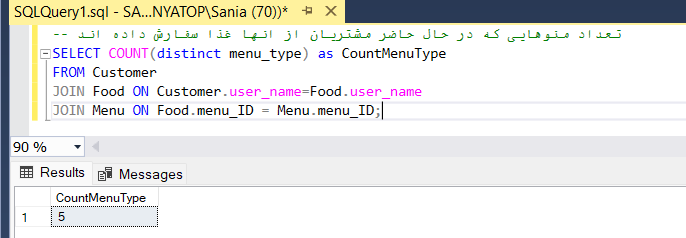 SQLQuery1.sql - SA...NYATOP\Sania (70))*
-- تعداد منوهایی که در حال حاضر مشتریان از انها غذا سفارش داده اند
SELECT COUNT(distinct menu_type) as CountMenuType
FROM Customer
JOIN Food ON Customer.user_name=Food.user_name
JOIN Menu ON Food.menu_ID = Menu.menu_ID;
90 %
Results Messages
CountMenuType
1 5